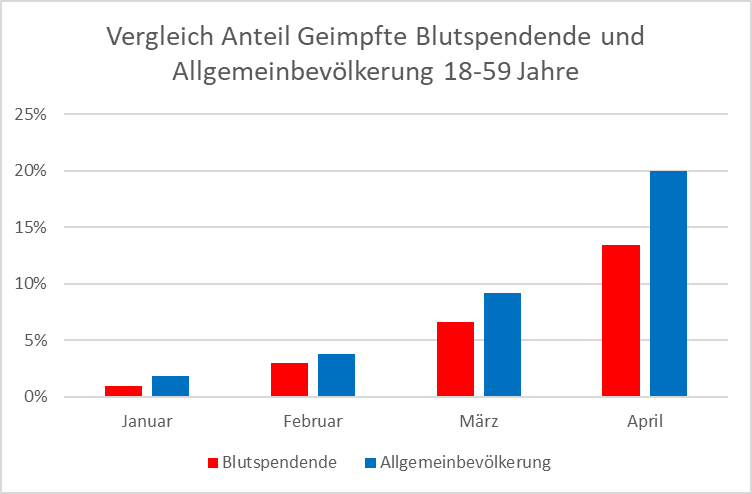 Vergleich Anteil Geimpfte Blutspendende und
Allgemeinbevölkerung 18-59 Jahre
25%
20%
15%
10%
5%
0%
Januar Februar März April
Blutspendende Allgemeinbevölkerung